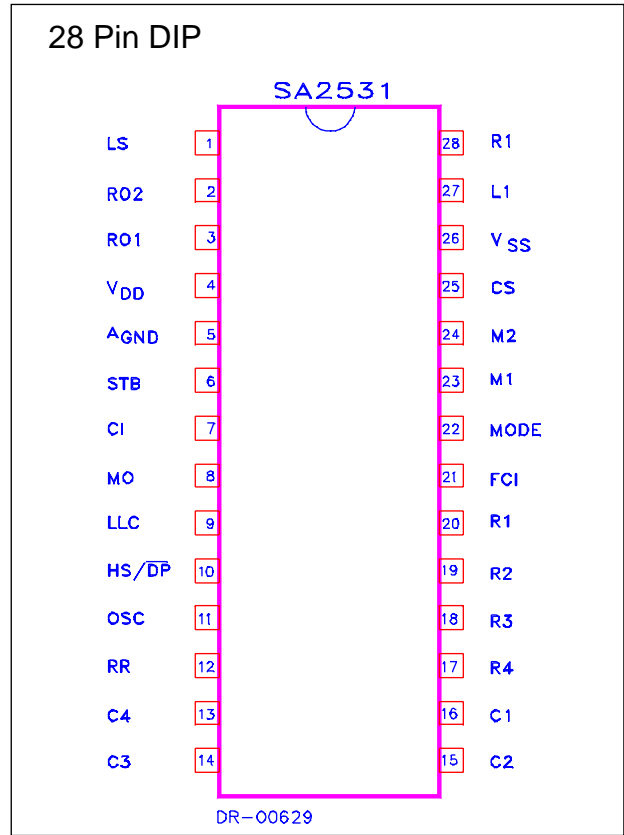 28 Pin DIP
SA2531
LS 1 28 R1
RO2 2 27 L1
RO1 3 26 VSS
VDD 4 25 CS
AGND 5 24 M2
STB 6 23 M1
CI 7 22 MODE
MO 8 21 FCI
LLC 9 20 R1
HS/D̅P̅ 10 19 R2
OSC 11 18 R3
RR 12 17 R4
C4 13 16 C1
C3 14 15 C2
DR-00629